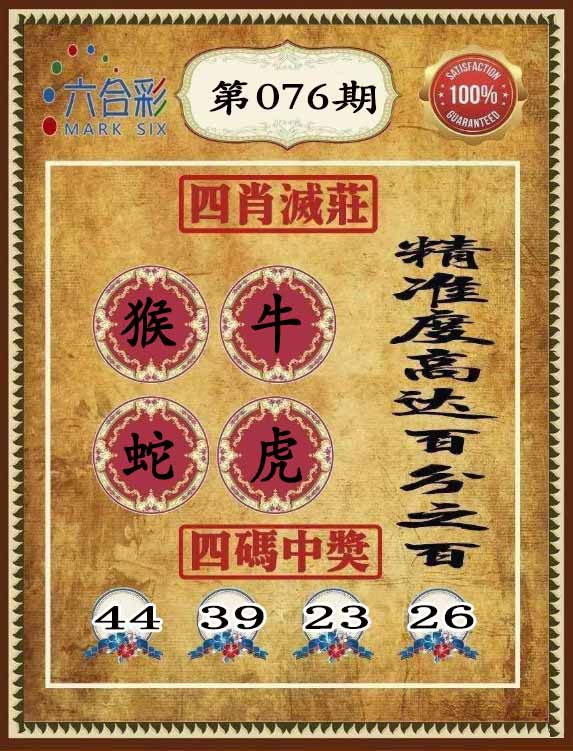 六合彩
MARK SIX
第076期
SATISFACTION
100%
GUARANTEED
四肖滅莊
猴 牛
蛇 虎
精准度高达百分之百
四碼中獎
44 39 23 26